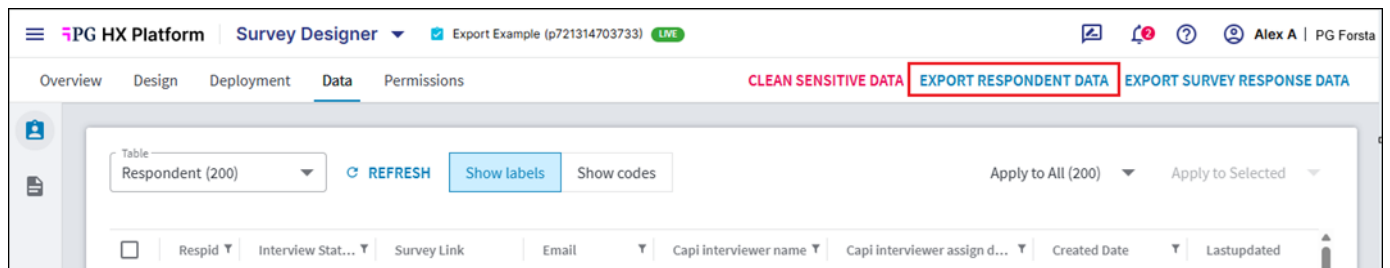 PG HX Platform Survey Designer Export Example (p721314703733) LIVE 2 Alex A | PG Forsta
Overview Design Deployment Data Permissions CLEAN SENSITIVE DATA EXPORT RESPONDENT DATA EXPORT SURVEY RESPONSE DATA
Table
Respondent (200) REFRESH Show labels Show codes Apply to All (200) Apply to Selected
Respid Interview Stat... Survey Link Email Capi interviewer name Capi interviewer assign d... Created Date Lastupdated